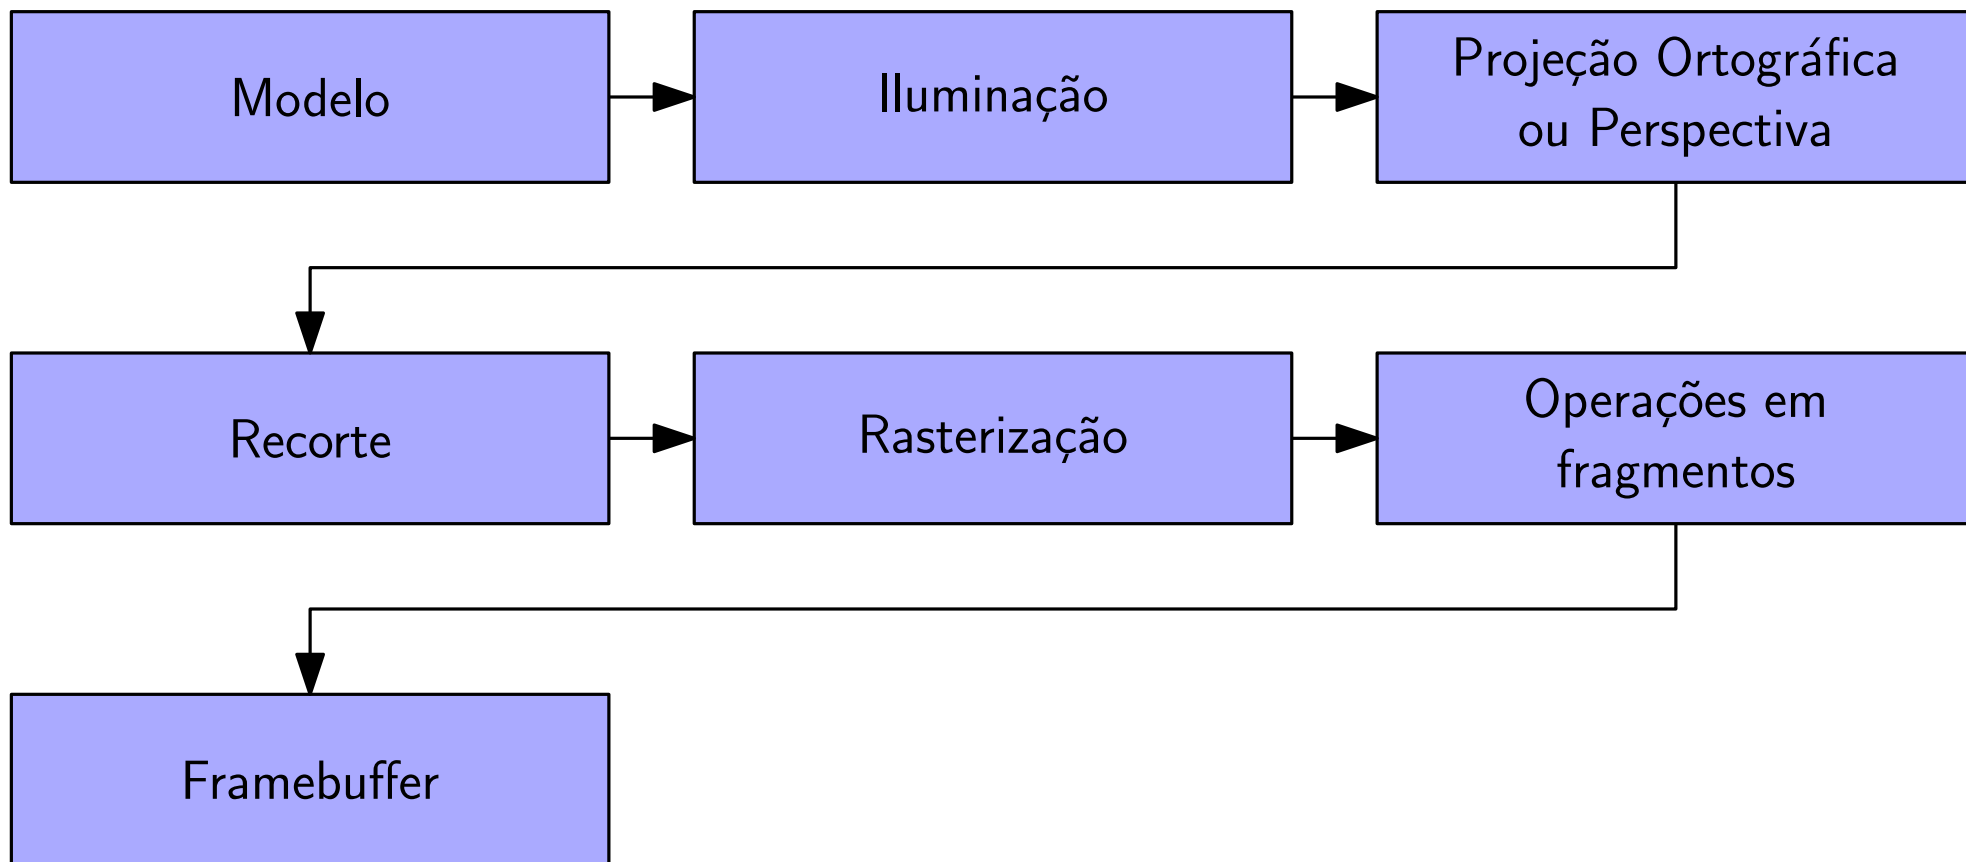 Modelo
Iluminação
Projeção Ortográfica
ou Perspectiva
Recorte
Rasterização
Operações em
fragmentos
Framebuffer